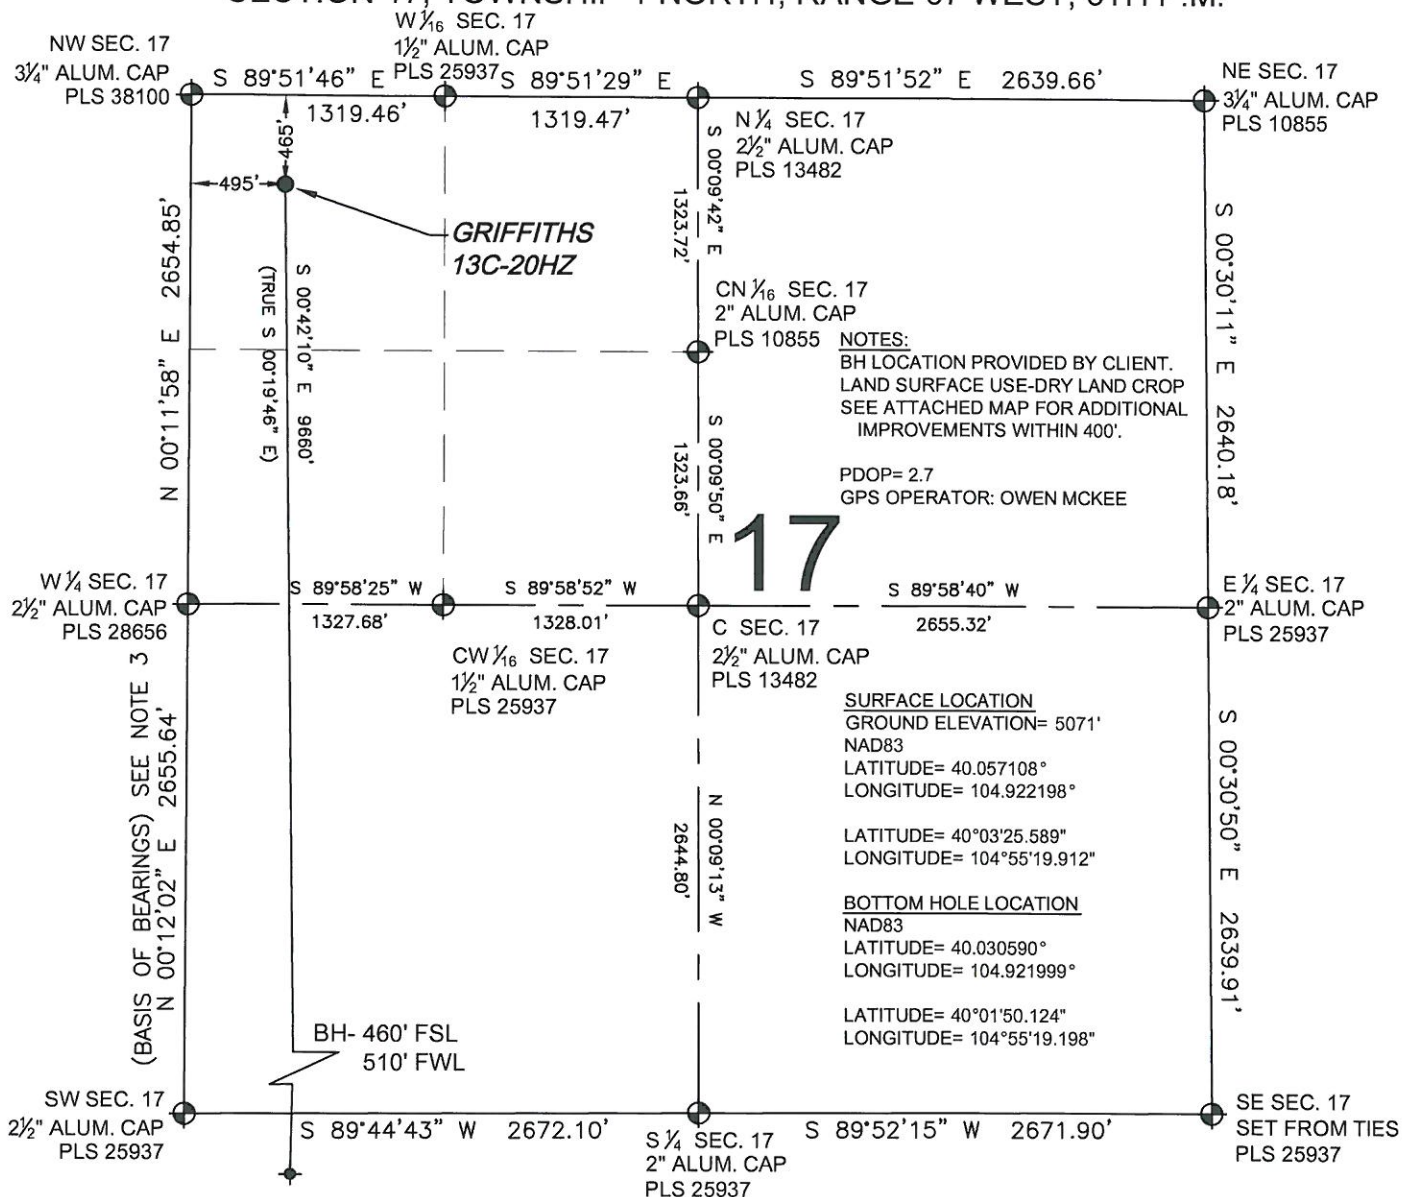 W 1/16 SEC. 17
1½" ALUM. CAP
PLS 25937
NW SEC. 17
3¼" ALUM. CAP
PLS 38100
S 89°51'46" E
1319.46'
S 89°51'29" E
1319.47'
S 89°51'52" E 2639.66'
NE SEC. 17
3¼" ALUM. CAP
PLS 10855
N ¼ SEC. 17
2½" ALUM. CAP
PLS 13482
465'
495'
GRIFFITHS
13C-20HZ
N 00°11'58" E 2654.85'
S 00°42'10" E 9660'
(TRUE S 00°19'46" E)
S 00°09'42" E
1323.72'
CN 1/16 SEC. 17
2" ALUM. CAP
PLS 10855
S 00°30'11" E 2640.18'
NOTES:
BH LOCATION PROVIDED BY CLIENT.
LAND SURFACE USE-DRY LAND CROP
SEE ATTACHED MAP FOR ADDITIONAL
IMPROVEMENTS WITHIN 400'.
PDOP= 2.7
GPS OPERATOR: OWEN MCKEE
S 00°09'50" E
1323.66'
17
W ¼ SEC. 17
2½" ALUM. CAP
PLS 28656
S 89°58'25" W
1327.68'
S 89°58'52" W
1328.01'
S 89°58'40" W
2655.32'
E ¼ SEC. 17
2" ALUM. CAP
PLS 25937
CW 1/16 SEC. 17
1½" ALUM. CAP
PLS 25937
C SEC. 17
2½" ALUM. CAP
PLS 13482
(BASIS OF BEARINGS) SEE NOTE 3
N 00°12'02" E 2655.64'
SURFACE LOCATION
GROUND ELEVATION= 5071'
NAD83
LATITUDE= 40.057108°
LONGITUDE= 104.922198°
LATITUDE= 40°03'25.589"
LONGITUDE= 104°55'19.912"
BOTTOM HOLE LOCATION
NAD83
LATITUDE= 40.030590°
LONGITUDE= 104.921999°
LATITUDE= 40°01'50.124"
LONGITUDE= 104°55'19.198"
N 00°09'13" W
2644.80'
S 00°30'50" E 2639.91'
BH- 460' FSL
510' FWL
SW SEC. 17
2½" ALUM. CAP
PLS 25937
S 89°44'43" W 2672.10'
S ¼ SEC. 17
2" ALUM. CAP
PLS 25937
S 89°52'15" W 2671.90'
SE SEC. 17
SET FROM TIES
PLS 25937